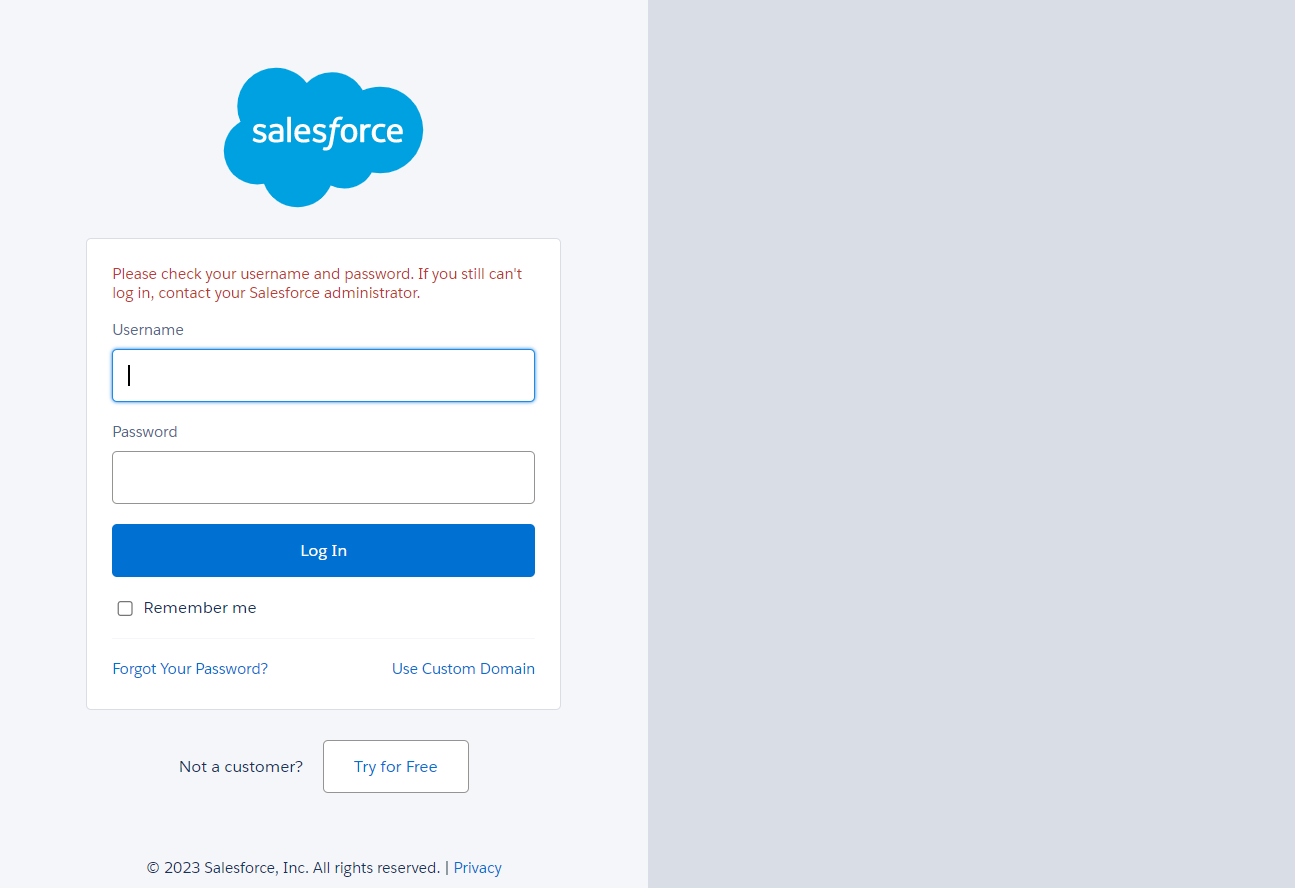 salesforce
Please check your username and password. If you still can't
log in, contact your Salesforce administrator.
Username
Password
Log In
Remember me
Forgot Your Password? Use Custom Domain
Not a customer? Try for Free
© 2023 Salesforce, Inc. All rights reserved. | Privacy